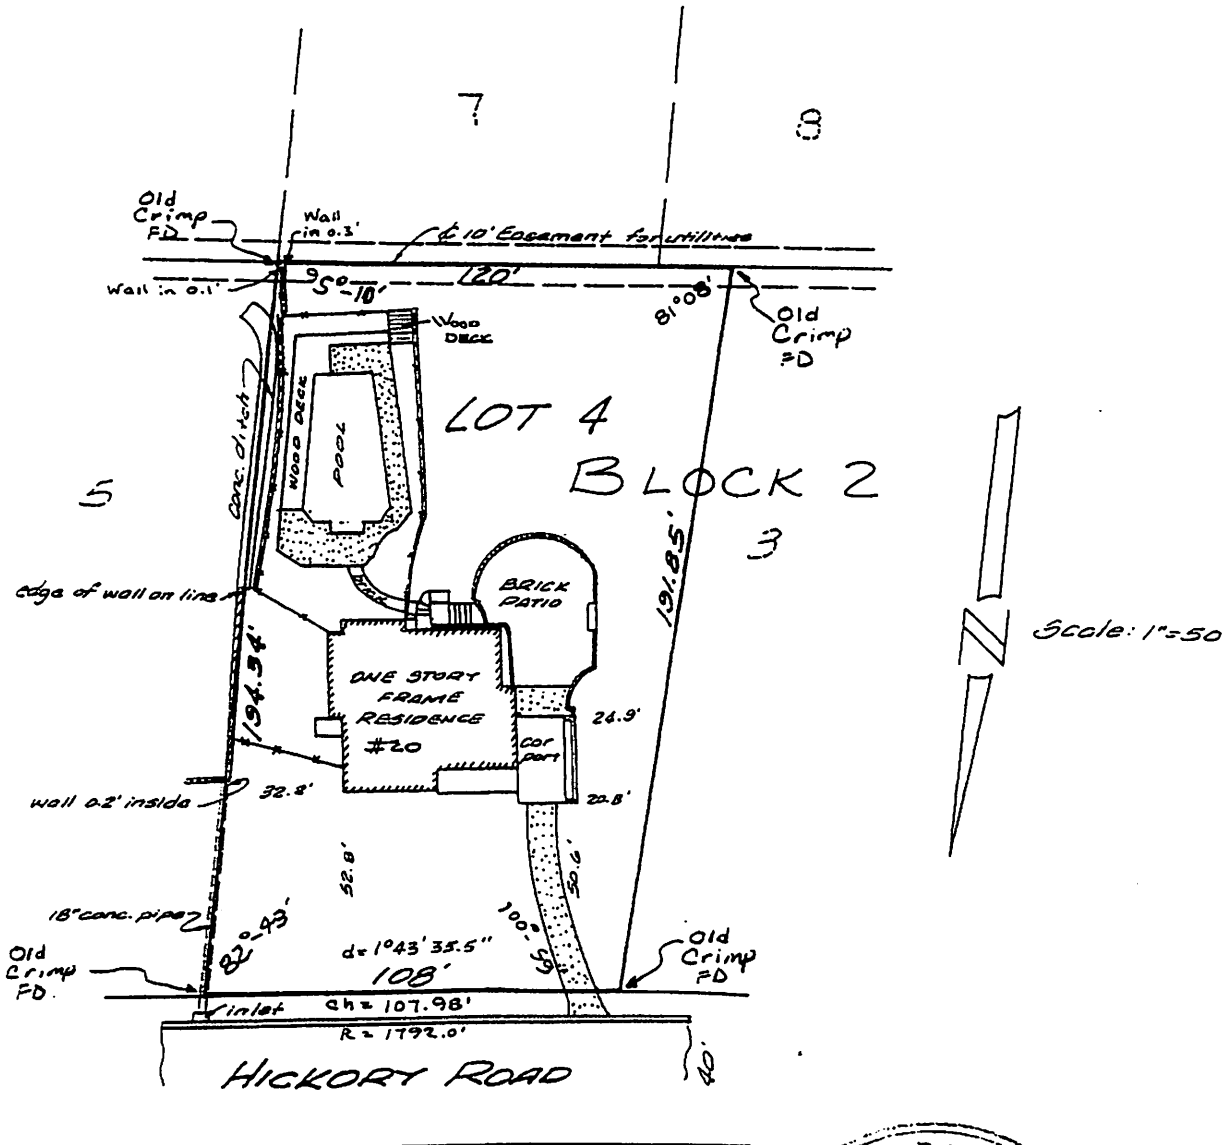 7
8
Old
Crimp
FD
Wall
in 0.3'
₵ 10' Easement for utilities
Wall in 0.1'
95°-10'
120'
81°08'
Old
Crimp
FD
WOOD
DECK
conc. ditch
WOOD DECK
POOL
LOT 4
BLOCK 2
5
3
191.85'
edge of wall on line
BRICK
PATIO
Scale: 1"=50
194.34'
ONE STORY
FRAME
RESIDENCE
#20
Car
port
24.9'
wall 0.2' inside
32.8'
20.8'
52.8'
50.6'
18" conc. pipe
82°-43'
100°-59'
d= 1°43'35.5"
108'
Old
Crimp
FD.
Old
Crimp
FD
inlet
Ch= 107.98'
R= 1792.0'
HICKORY ROAD
40'